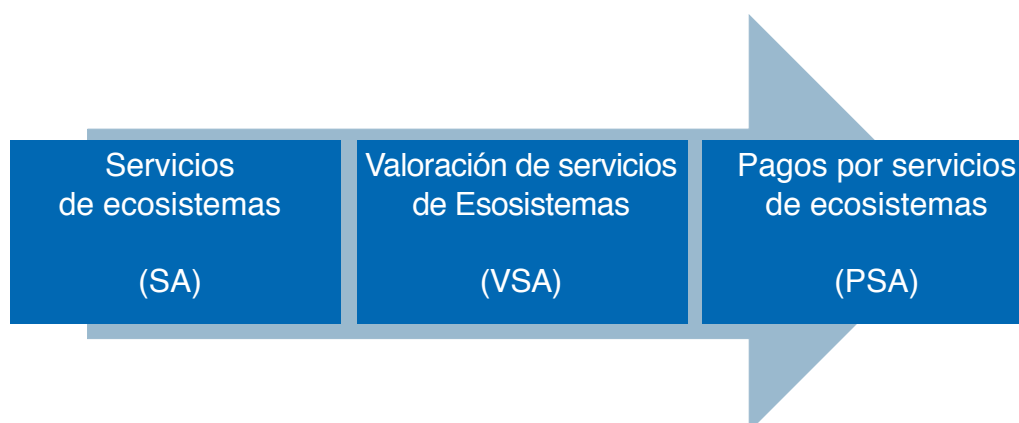 Servicios
de ecosistemas
(SA)
Valoración de servicios
de Esosistemas
(VSA)
Pagos por servicios
de ecosistemas
(PSA)